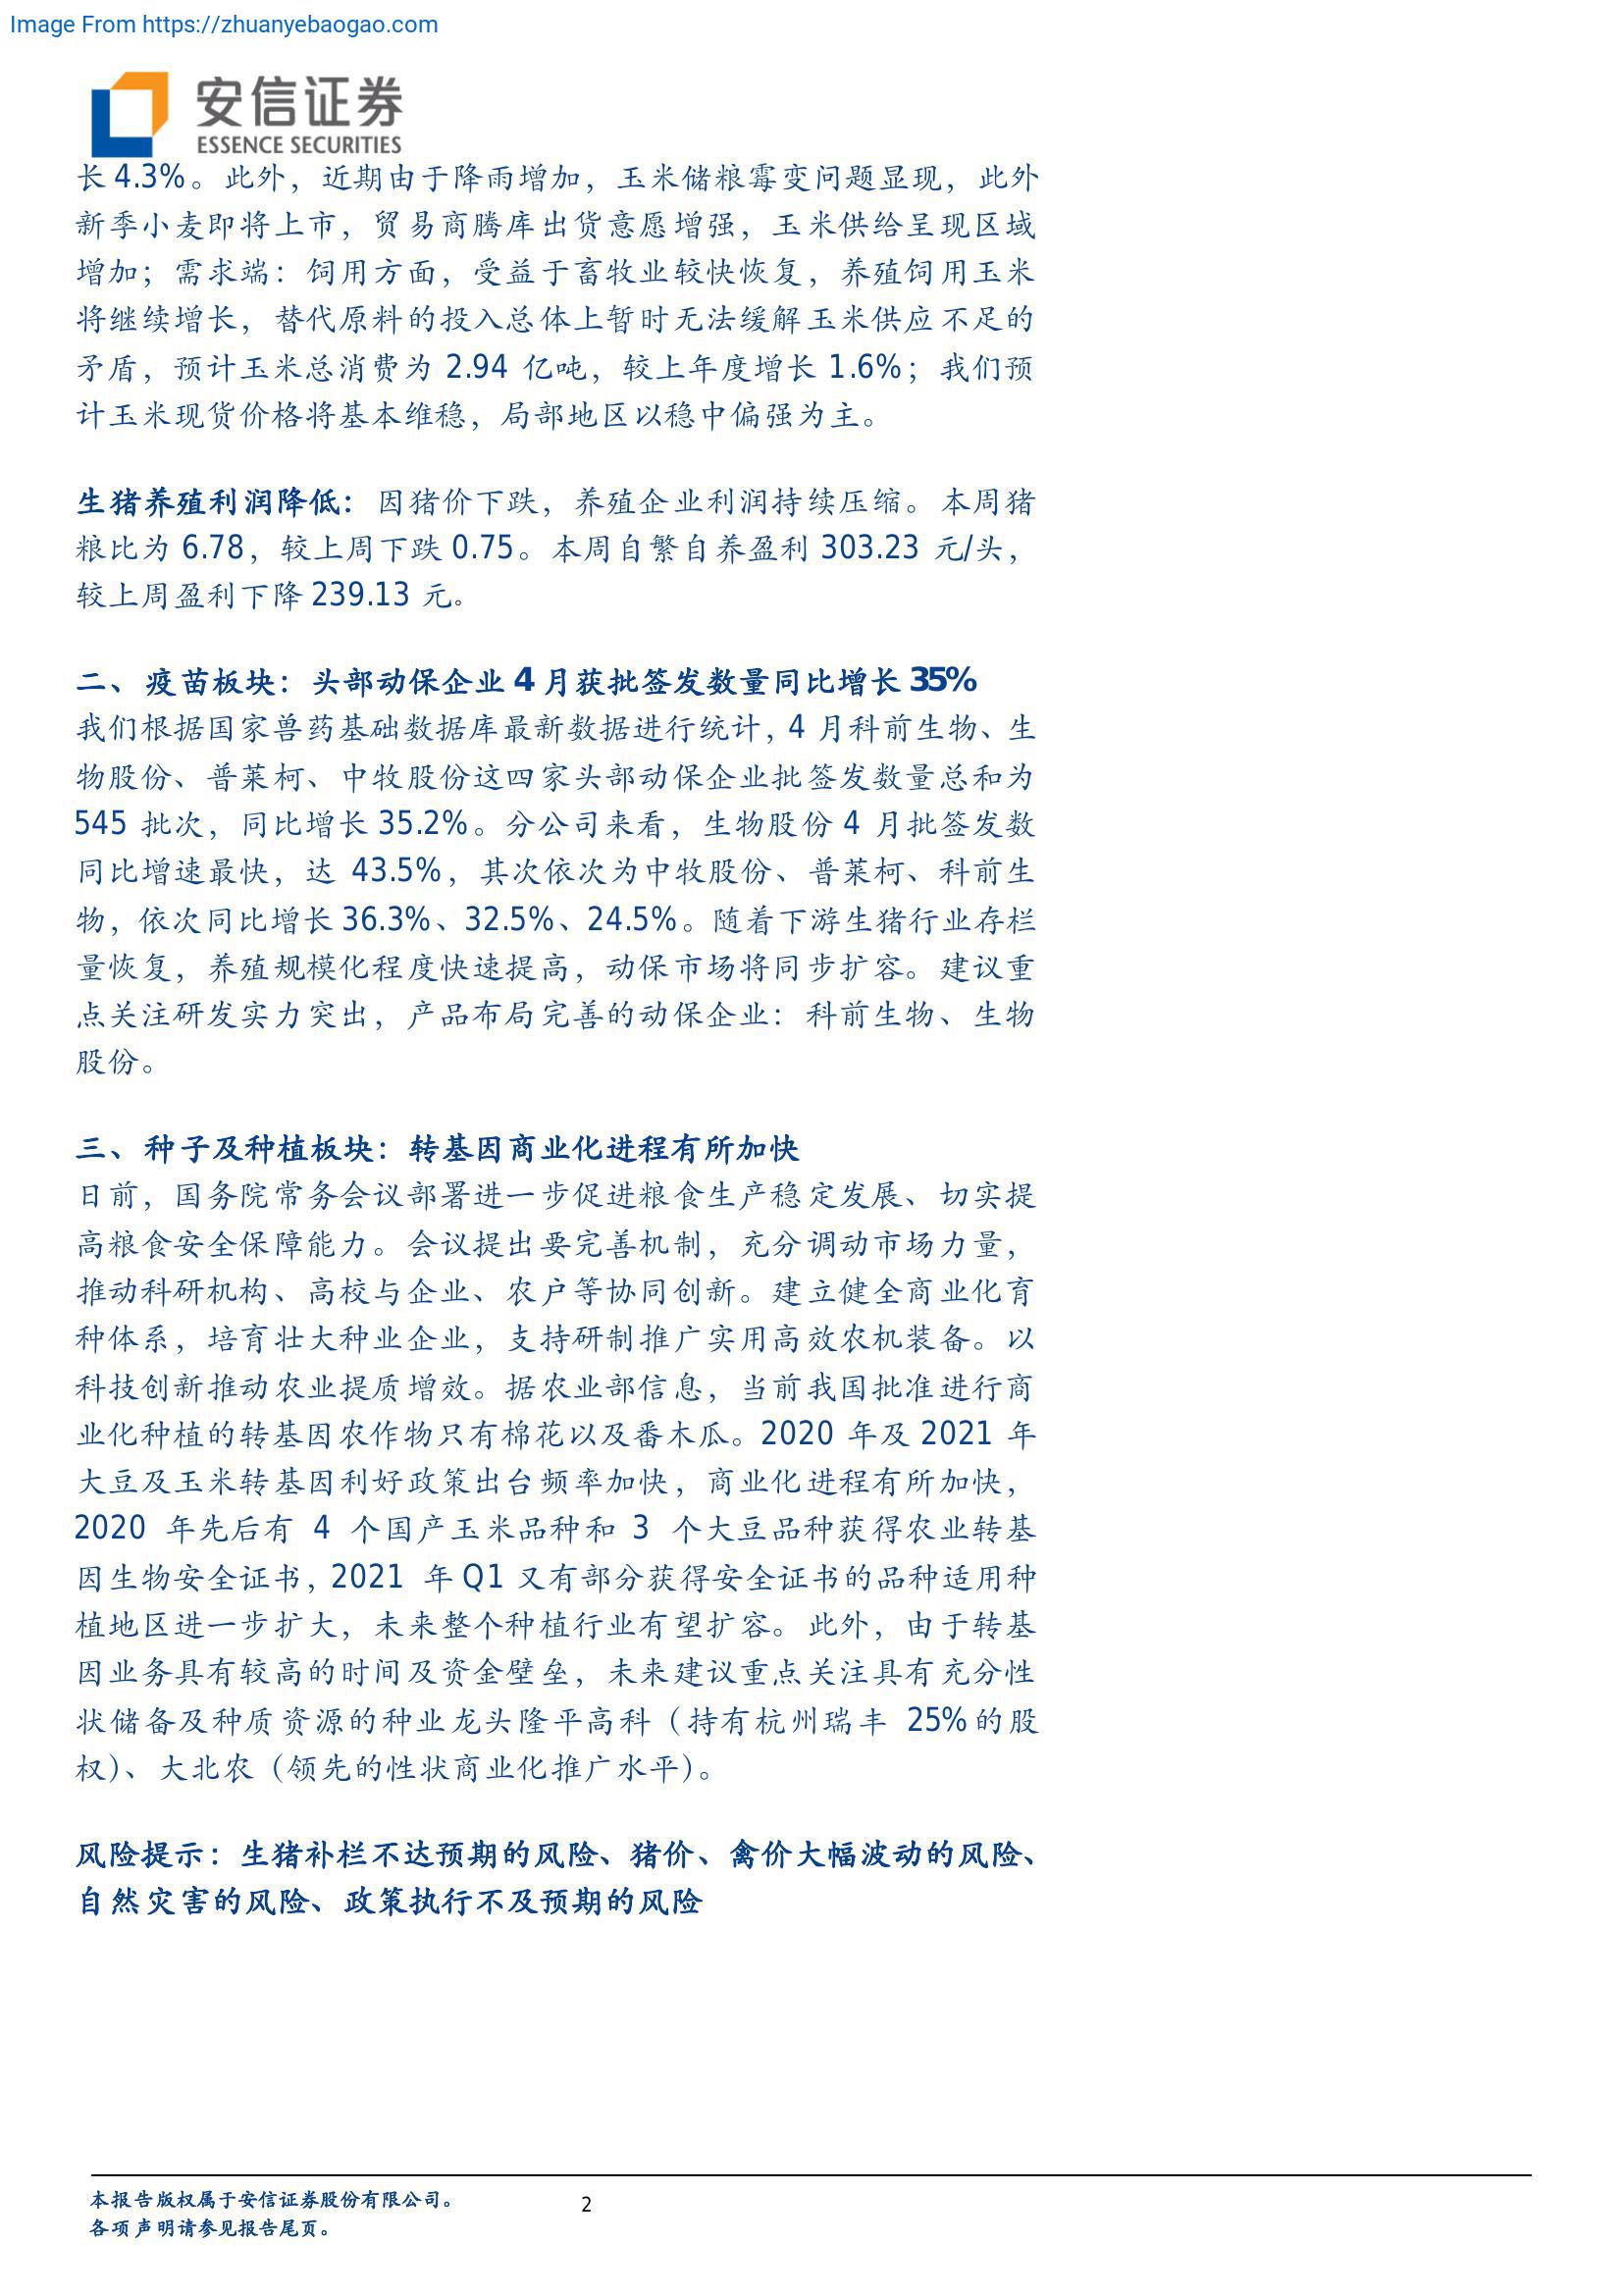 Image From https://zhuanyebaogao.com
安信证券
ESSENCE SECURITIES
长 4.3%。此外，近期由于降雨增加，玉米储粮霉变问题显现，此外
新季小麦即将上市，贸易商腾库出货意愿增强，玉米供给呈现区域
增加；需求端：饲用方面，受益于畜牧业较快恢复，养殖饲用玉米
将继续增长，替代原料的投入总体上暂时无法缓解玉米供应不足的
矛盾，预计玉米总消费为 2.94 亿吨，较上年度增长 1.6%；我们预
计玉米现货价格将基本维稳，局部地区以稳中偏强为主。
生猪养殖利润降低：因猪价下跌，养殖企业利润持续压缩。本周猪
粮比为 6.78，较上周下跌 0.75。本周自繁自养盈利 303.23 元/头，
较上周盈利下降 239.13 元。
二、疫苗板块：头部动保企业 4 月获批签发数量同比增长 35%
我们根据国家兽药基础数据库最新数据进行统计，4 月科前生物、生
物股份、普莱柯、中牧股份这四家头部动保企业批签发数量总和为
545 批次，同比增长 35.2%。分公司来看，生物股份 4 月批签发数
同比增速最快，达 43.5%，其次依次为中牧股份、普莱柯、科前生
物，依次同比增长 36.3%、32.5%、24.5%。随着下游生猪行业存栏
量恢复，养殖规模化程度快速提高，动保市场将同步扩容。建议重
点关注研发实力突出，产品布局完善的动保企业：科前生物、生物
股份。
三、种子及种植板块：转基因商业化进程有所加快
日前，国务院常务会议部署进一步促进粮食生产稳定发展、切实提
高粮食安全保障能力。会议提出要完善机制，充分调动市场力量，
推动科研机构、高校与企业、农户等协同创新。建立健全商业化育
种体系，培育壮大种业企业，支持研制推广实用高效农机装备。以
科技创新推动农业提质增效。据农业部信息，当前我国批准进行商
业化种植的转基因农作物只有棉花以及番木瓜。2020 年及 2021 年
大豆及玉米转基因利好政策出台频率加快，商业化进程有所加快，
2020 年先后有 4 个国产玉米品种和 3 个大豆品种获得农业转基
因生物安全证书，2021 年 Q1 又有部分获得安全证书的品种适用种
植地区进一步扩大，未来整个种植行业有望扩容。此外，由于转基
因业务具有较高的时间及资金壁垒，未来建议重点关注具有充分性
状储备及种质资源的种业龙头隆平高科（持有杭州瑞丰 25%的股
权）、大北农（领先的性状商业化推广水平）。
风险提示：生猪补栏不达预期的风险、猪价、禽价大幅波动的风险、
自然灾害的风险、政策执行不及预期的风险
本报告版权属于安信证券股份有限公司。
2
各项声明请参见报告尾页。